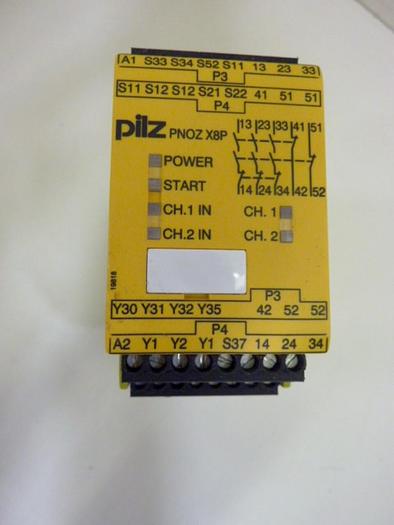 A1 S33 S34 S52 S11 13 23 33
P3
S11 S12 S12 S21 S22 41 51 51
P4
pilz PNOZ X8P
13 23 33 41 51
POWER
START
14 24 34 42 52
CH.1 IN CH. 1
CH.2 IN CH. 2
19818
P3
Y30 Y31 Y32 Y35 42 52 52
P4
A2 Y1 Y2 Y1 S37 14 24 34